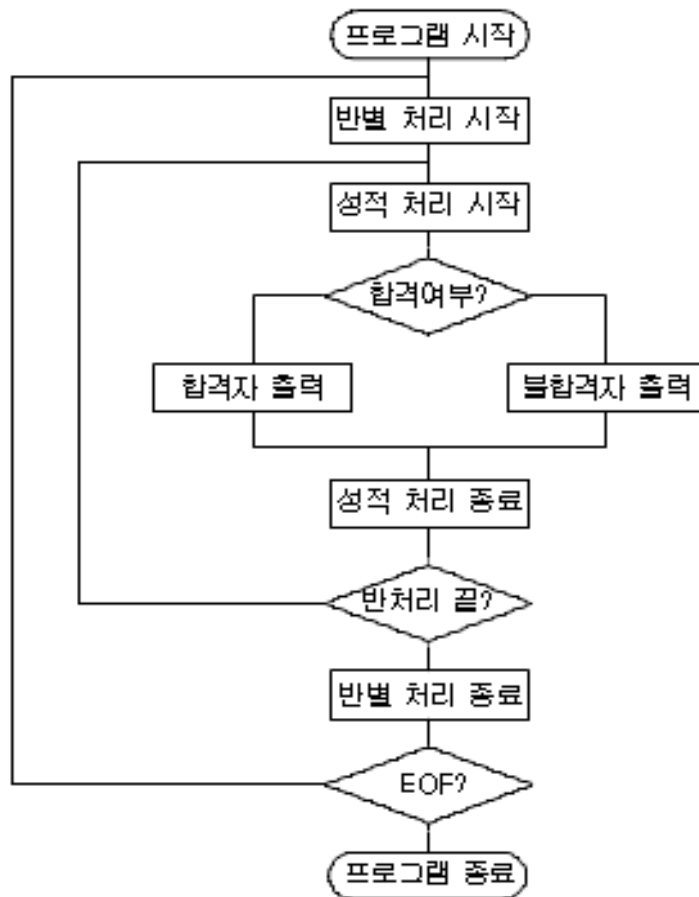 프로그램 시작
반별 처리 시작
성적 처리 시작
합격여부?
합격자 출력
불합격자 출력
성적 처리 종료
반처리 끝?
반별 처리 종료
EOF?
프로그램 종료